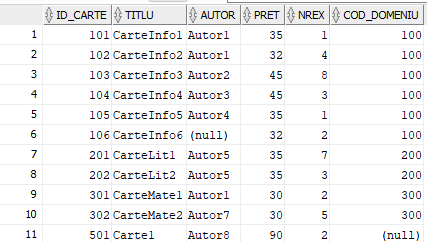 ID_CARTE TITLU AUTOR PRET NREX COD_DOMENIU
1 101 CarteInfo1 Autor1 35 1 100
2 102 CarteInfo2 Autor1 32 4 100
3 103 CarteInfo3 Autor2 45 8 100
4 104 CarteInfo4 Autor3 45 3 100
5 105 CarteInfo5 Autor4 35 1 100
6 106 CarteInfo6 (null) 32 2 100
7 201 CarteLit1 Autor5 35 7 200
8 202 CarteLit2 Autor5 35 3 200
9 301 CarteMate1 Autor1 30 2 300
10 302 CarteMate2 Autor7 30 5 300
11 501 Carte1 Autor8 90 2 (null)